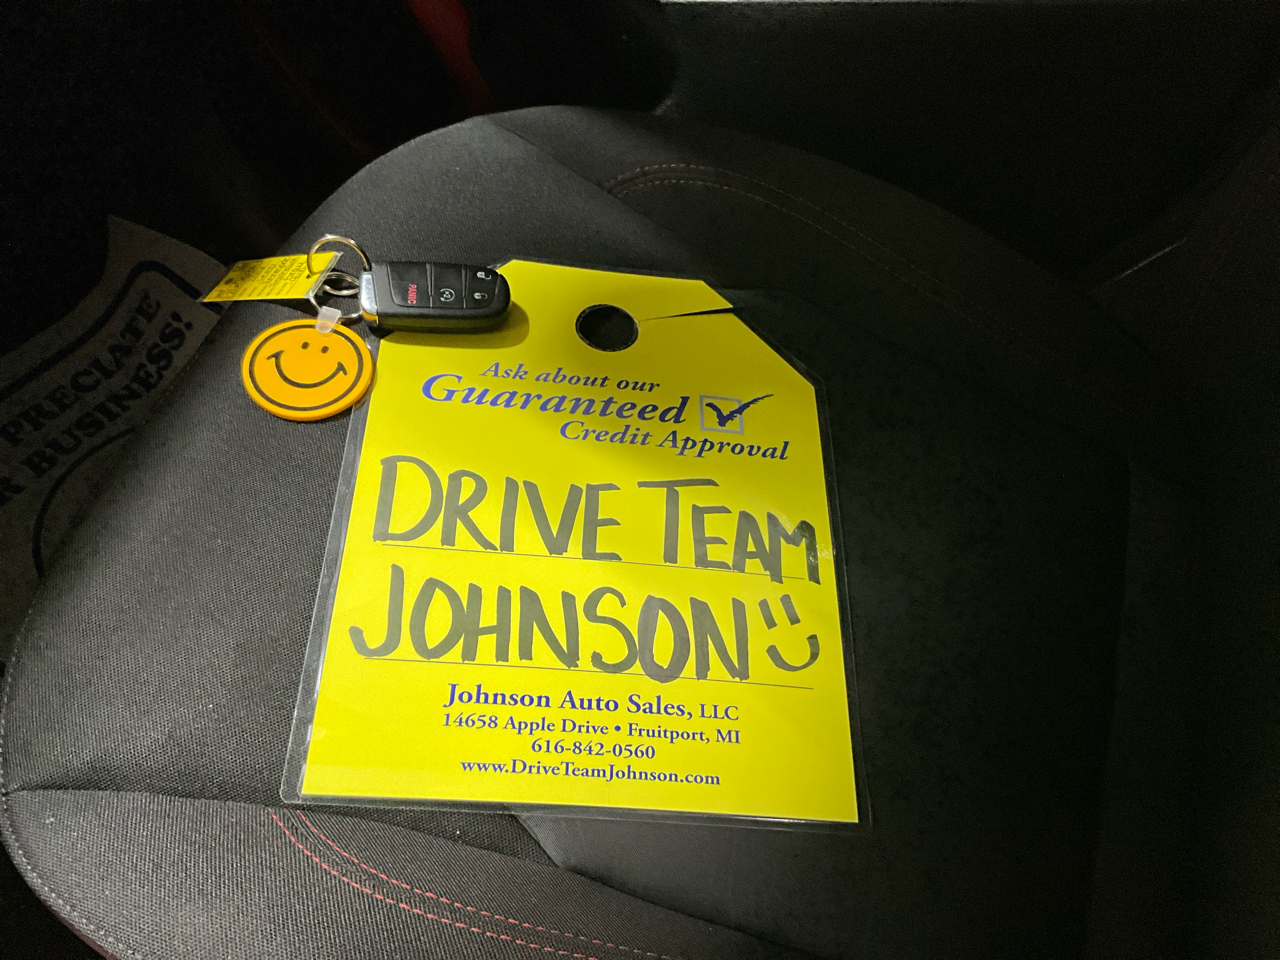 PRECIATE
BUSINESS!
PANIC
Ask about our
Guaranteed
Credit Approval
DRIVE TEAM
JOHNSON
Johnson Auto Sales, LLC
14658 Apple Drive • Fruitport, MI
616-842-0560
www.DriveTeamJohnson.com